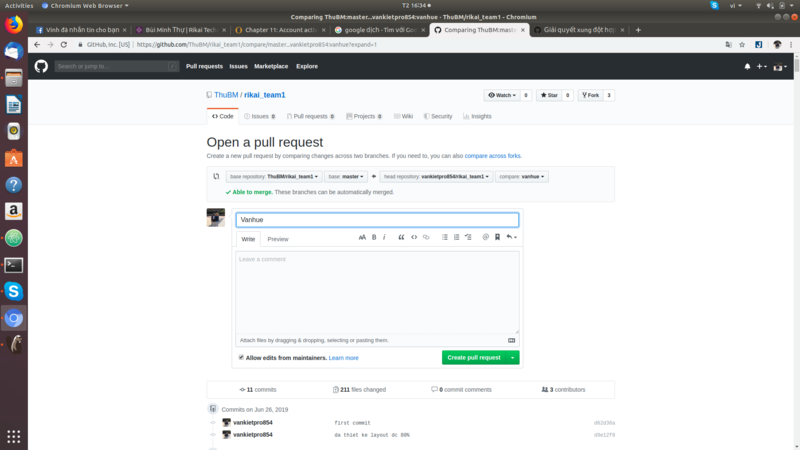 Activities
Chromium Web Browser
T2 16:34
vi
Comparing ThuBM:master...vankietpro854:vanhue · ThuBM/rikai_team1 - Chromium
Vinh đã nhắn tin cho bạn
Bùi Minh Thư | Rikai Tech
Chapter 11: Account activ
google dịch - Tìm với Goo
Comparing ThuBM:mast
Giải quyết xung đột hợp
GitHub, Inc. [US] | https://github.com/ThuBM/rikai_team1/compare/master...vankietpro854:vanhue?expand=1
Search or jump to...
/
Pull requests
Issues
Marketplace
Explore
ThuBM / rikai_team1
Watch
0
Star
0
Fork
3
Code
Issues 0
Pull requests 0
Projects 0
Wiki
Security
Insights
Open a pull request
Create a new pull request by comparing changes across two branches. If you need to, you can also compare across forks.
base repository: ThuBM/rikai_team1
base: master
head repository: vankietpro854/rikai_team1
compare: vanhue
Able to merge. These branches can be automatically merged.
Vanhue
Write
Preview
Leave a comment
Attach files by dragging & dropping, selecting or pasting them.
Allow edits from maintainers. Learn more
Create pull request
11 commits
211 files changed
0 commit comments
3 contributors
Commits on Jun 26, 2019
vankietpro854
first commit
vankietpro854
da thiet ke layout dc 90%